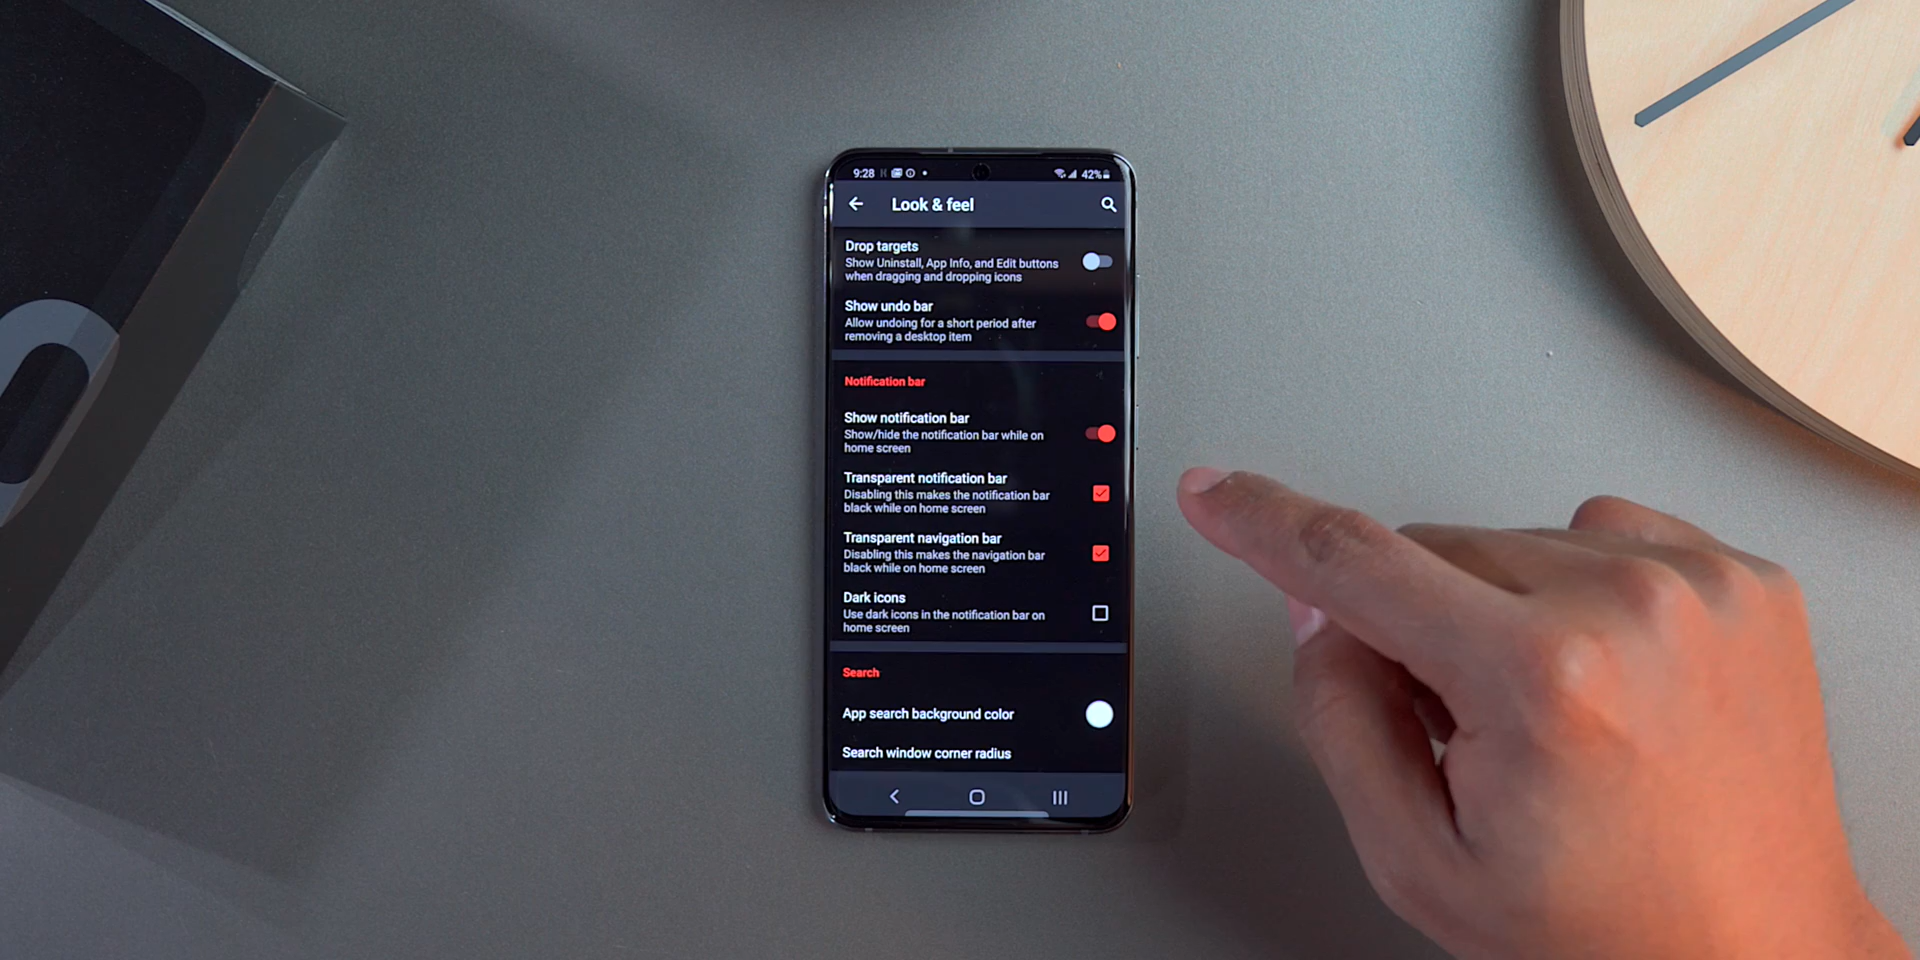 9:28
42%
Look & feel
Drop targets
Show Uninstall, App Info, and Edit buttons
when dragging and dropping icons
Show undo bar
Allow undoing for a short period after
removing a desktop item
Notification bar
Show notification bar
Show/hide the notification bar while on
home screen
Transparent notification bar
Disabling this makes the notification bar
black while on home screen
Transparent navigation bar
Disabling this makes the navigation bar
black while on home screen
Dark icons
Use dark icons in the notification bar on
home screen
Search
App search background color
Search window corner radius